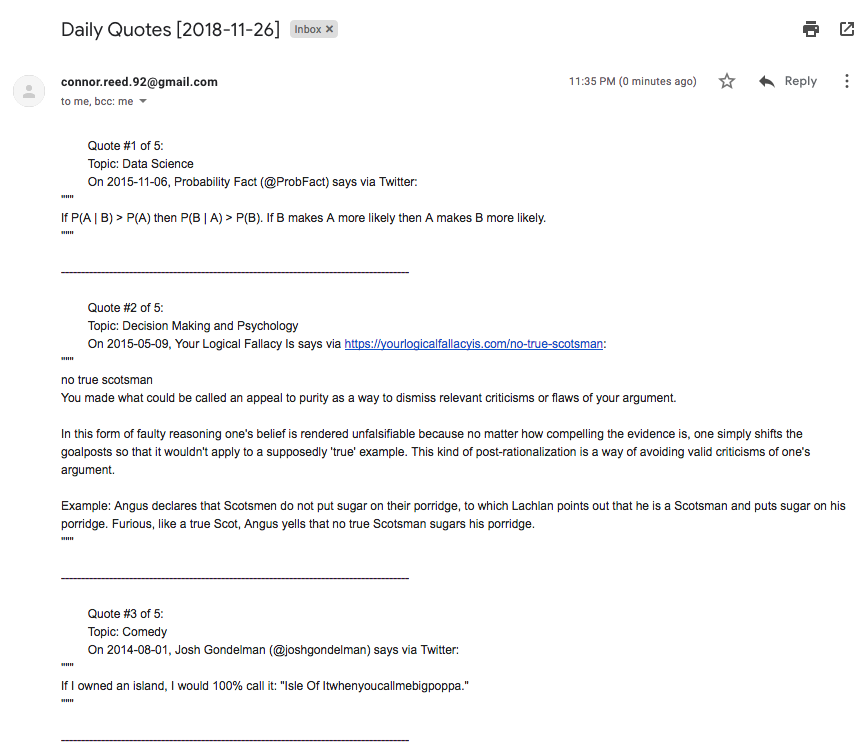 Daily Quotes [2018-11-26] Inbox ✕
connor.reed.92@gmail.com 11:35 PM (0 minutes ago) Reply
to me, bcc: me
Quote #1 of 5:
Topic: Data Science
On 2015-11-06, Probability Fact (@ProbFact) says via Twitter:
"""
If P(A | B) > P(A) then P(B | A) > P(B). If B makes A more likely then A makes B more likely.
"""
---------------------------------------------------------------------------------------
Quote #2 of 5:
Topic: Decision Making and Psychology
On 2015-05-09, Your Logical Fallacy Is says via https://yourlogicalfallacyis.com/no-true-scotsman:
"""
no true scotsman
You made what could be called an appeal to purity as a way to dismiss relevant criticisms or flaws of your argument.
In this form of faulty reasoning one's belief is rendered unfalsifiable because no matter how compelling the evidence is, one simply shifts the
goalposts so that it wouldn't apply to a supposedly 'true' example. This kind of post-rationalization is a way of avoiding valid criticisms of one's
argument.
Example: Angus declares that Scotsmen do not put sugar on their porridge, to which Lachlan points out that he is a Scotsman and puts sugar on his
porridge. Furious, like a true Scot, Angus yells that no true Scotsman sugars his porridge.
"""
---------------------------------------------------------------------------------------
Quote #3 of 5:
Topic: Comedy
On 2014-08-01, Josh Gondelman (@joshgondelman) says via Twitter:
"""
If I owned an island, I would 100% call it: "Isle Of Itwhenyoucallmebigpoppa."
"""
---------------------------------------------------------------------------------------